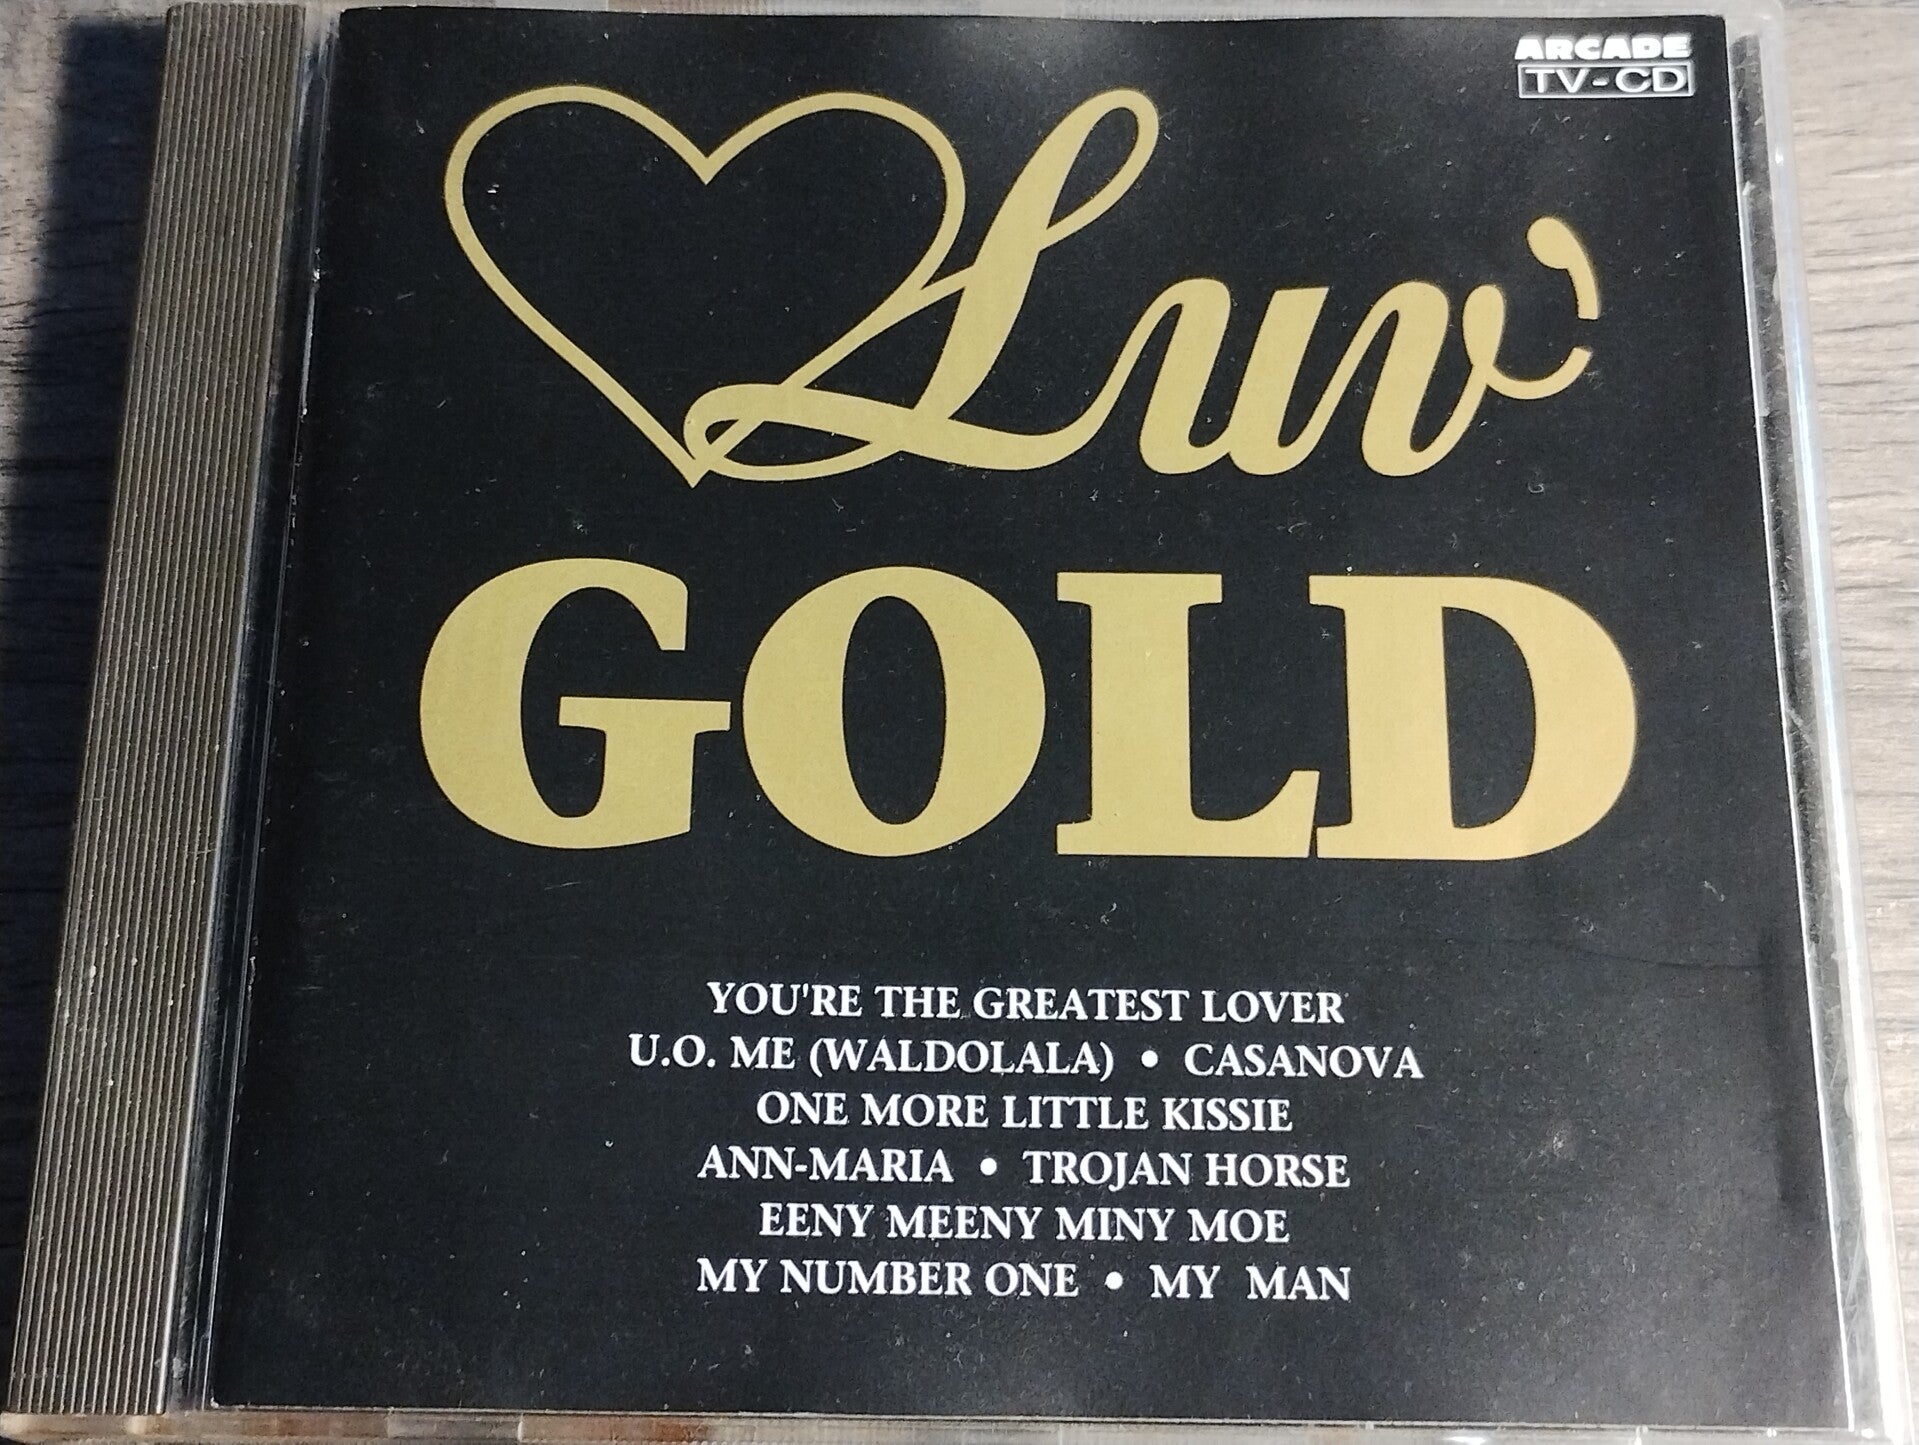 ARCADE
TV-CD
Luv'
GOLD
YOU'RE THE GREATEST LOVER
U.O. ME (WALDOLALA) • CASANOVA
ONE MORE LITTLE KISSIE
ANN-MARIA • TROJAN HORSE
EENY MEENY MINY MOE
MY NUMBER ONE • MY MAN